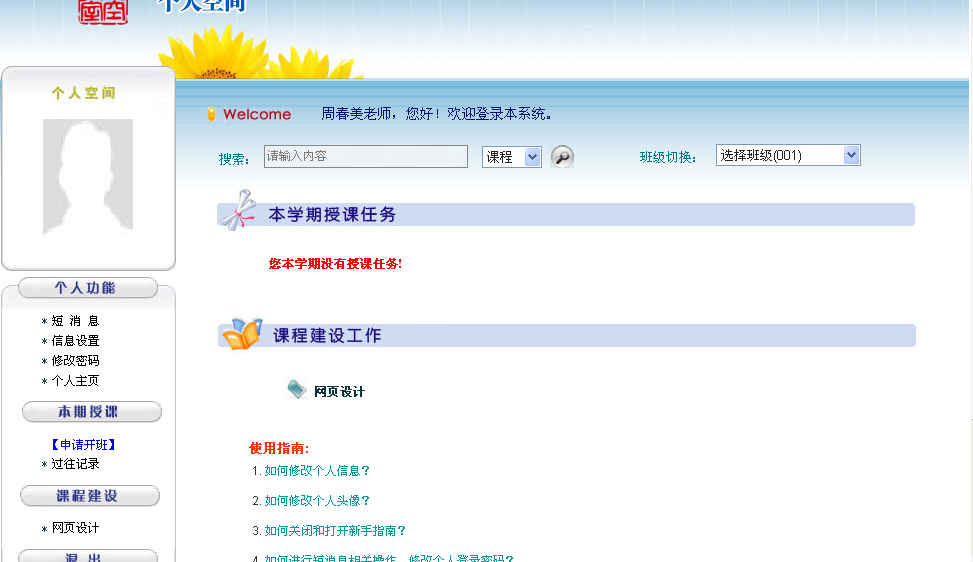 个人空间
个人空间
Welcome 周春美老师，您好！欢迎登录本系统。
搜索： 请输入内容 课程 班级切换： 选择班级(001)
本学期授课任务
您本学期没有授课任务!
个人功能
* 短 消 息
* 信息设置
* 修改密码
* 个人主页
本期授课
【申请开班】
* 过往记录
课程建设
* 网页设计
退 出
课程建设工作
网页设计
使用指南:
1. 如何修改个人信息？
2. 如何修改个人头像？
3. 如何关闭和打开新手指南？
4. 如何进行短消息相关操作、修改个人登录密码？